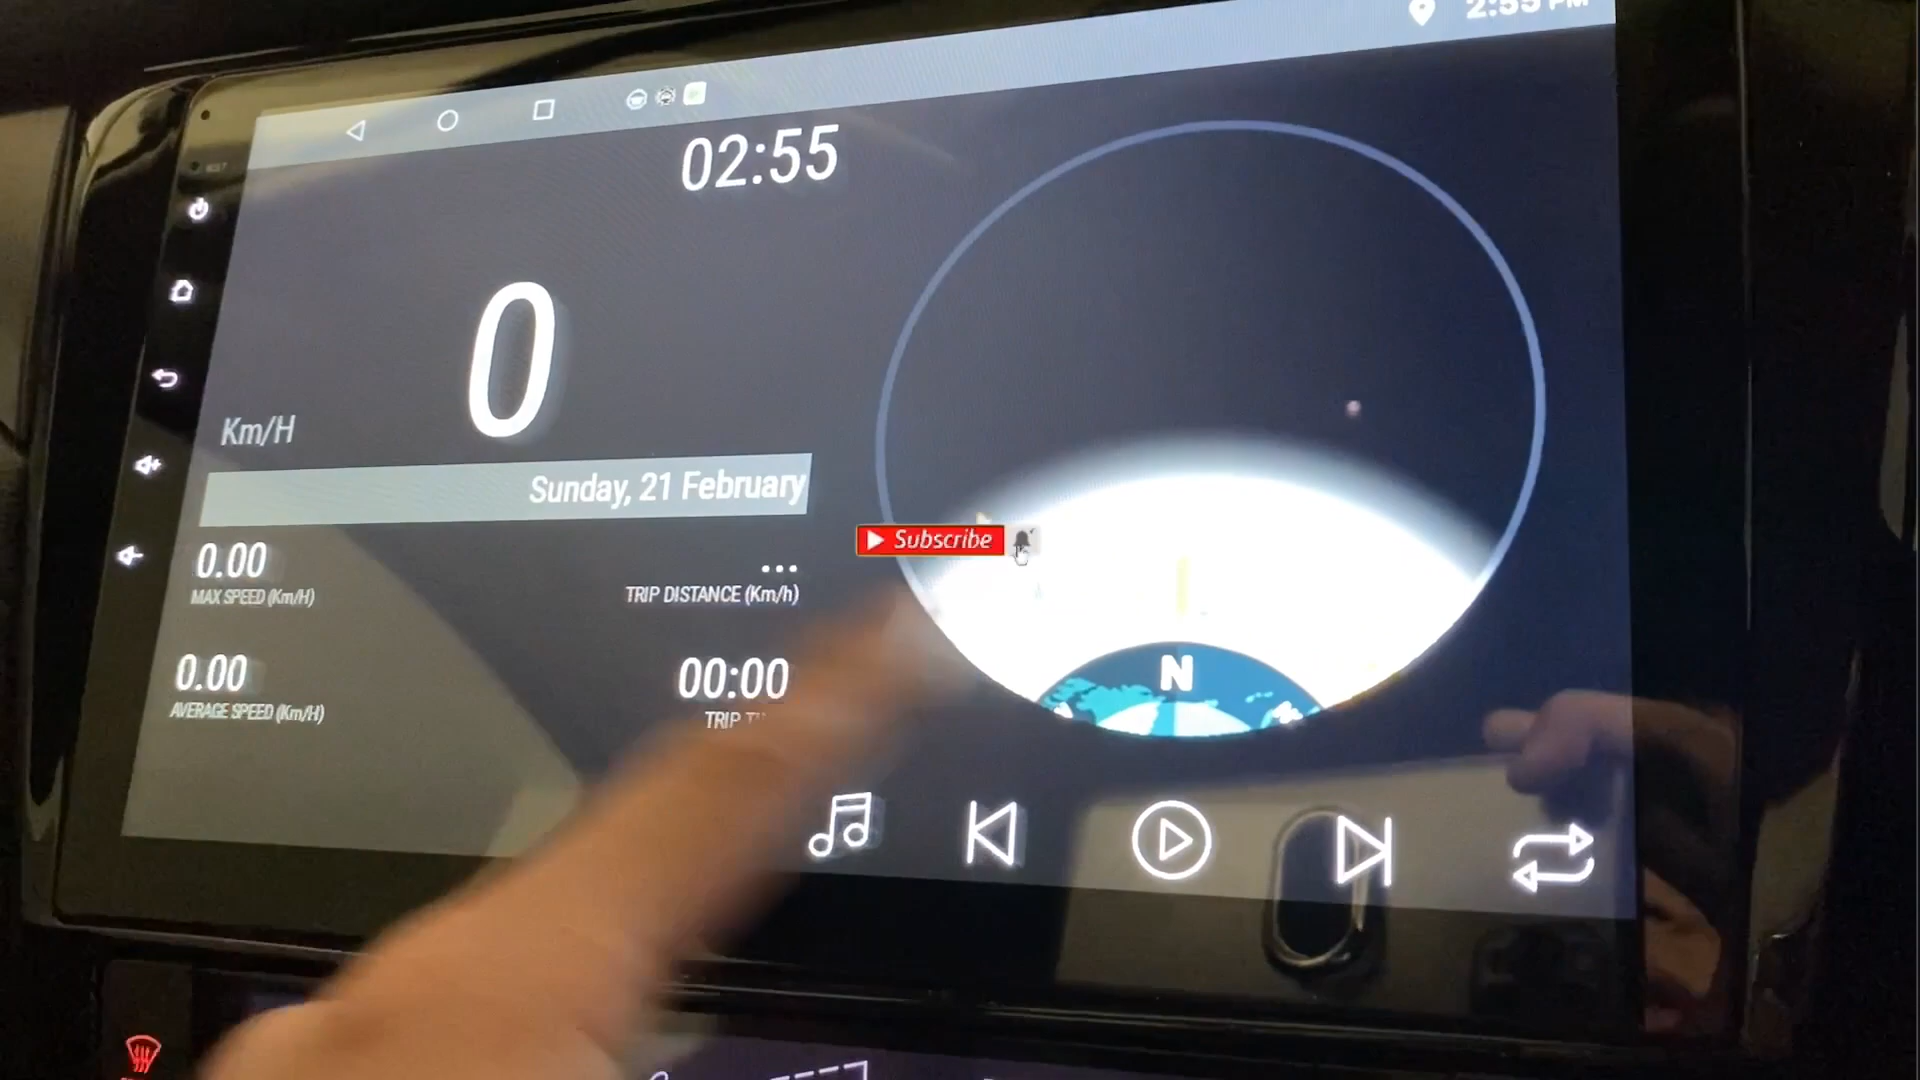 2:55 PM
02:55
0
Km/H
Sunday, 21 February
0.00
MAX SPEED (Km/H)
...
TRIP DISTANCE (Km/h)
Subscribe
0.00
AVERAGE SPEED (Km/H)
00:00
TRIP
N